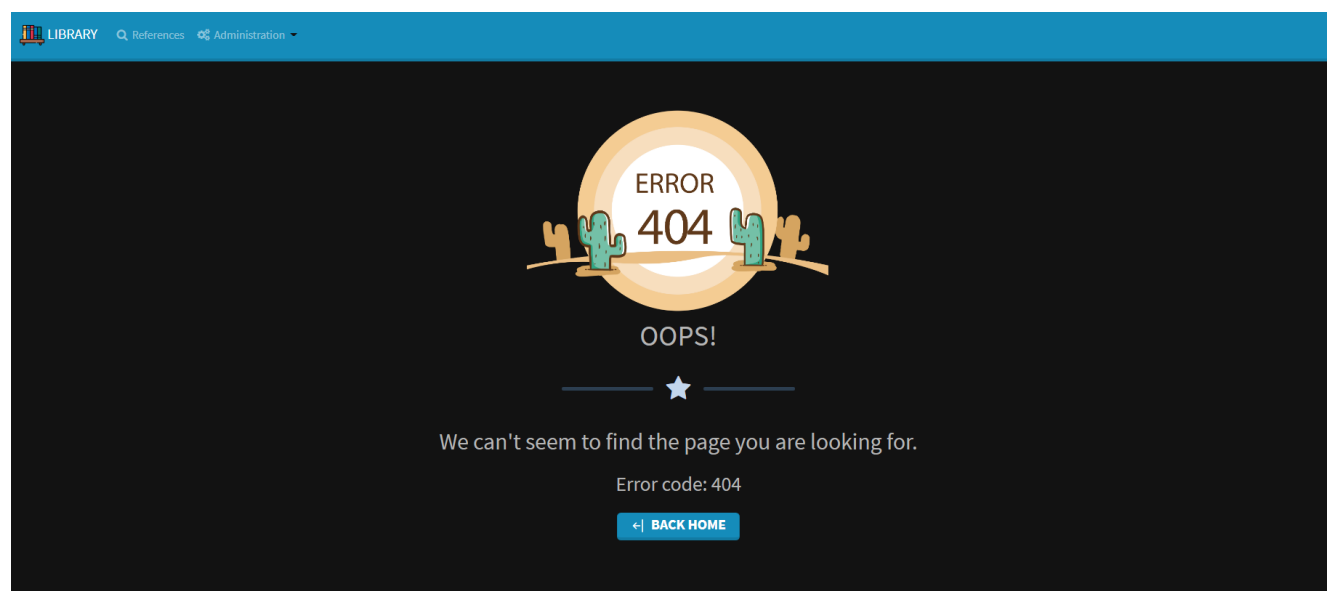 LIBRARY References Administration
ERROR
404
OOPS!
We can't seem to find the page you are looking for.
Error code: 404
BACK HOME